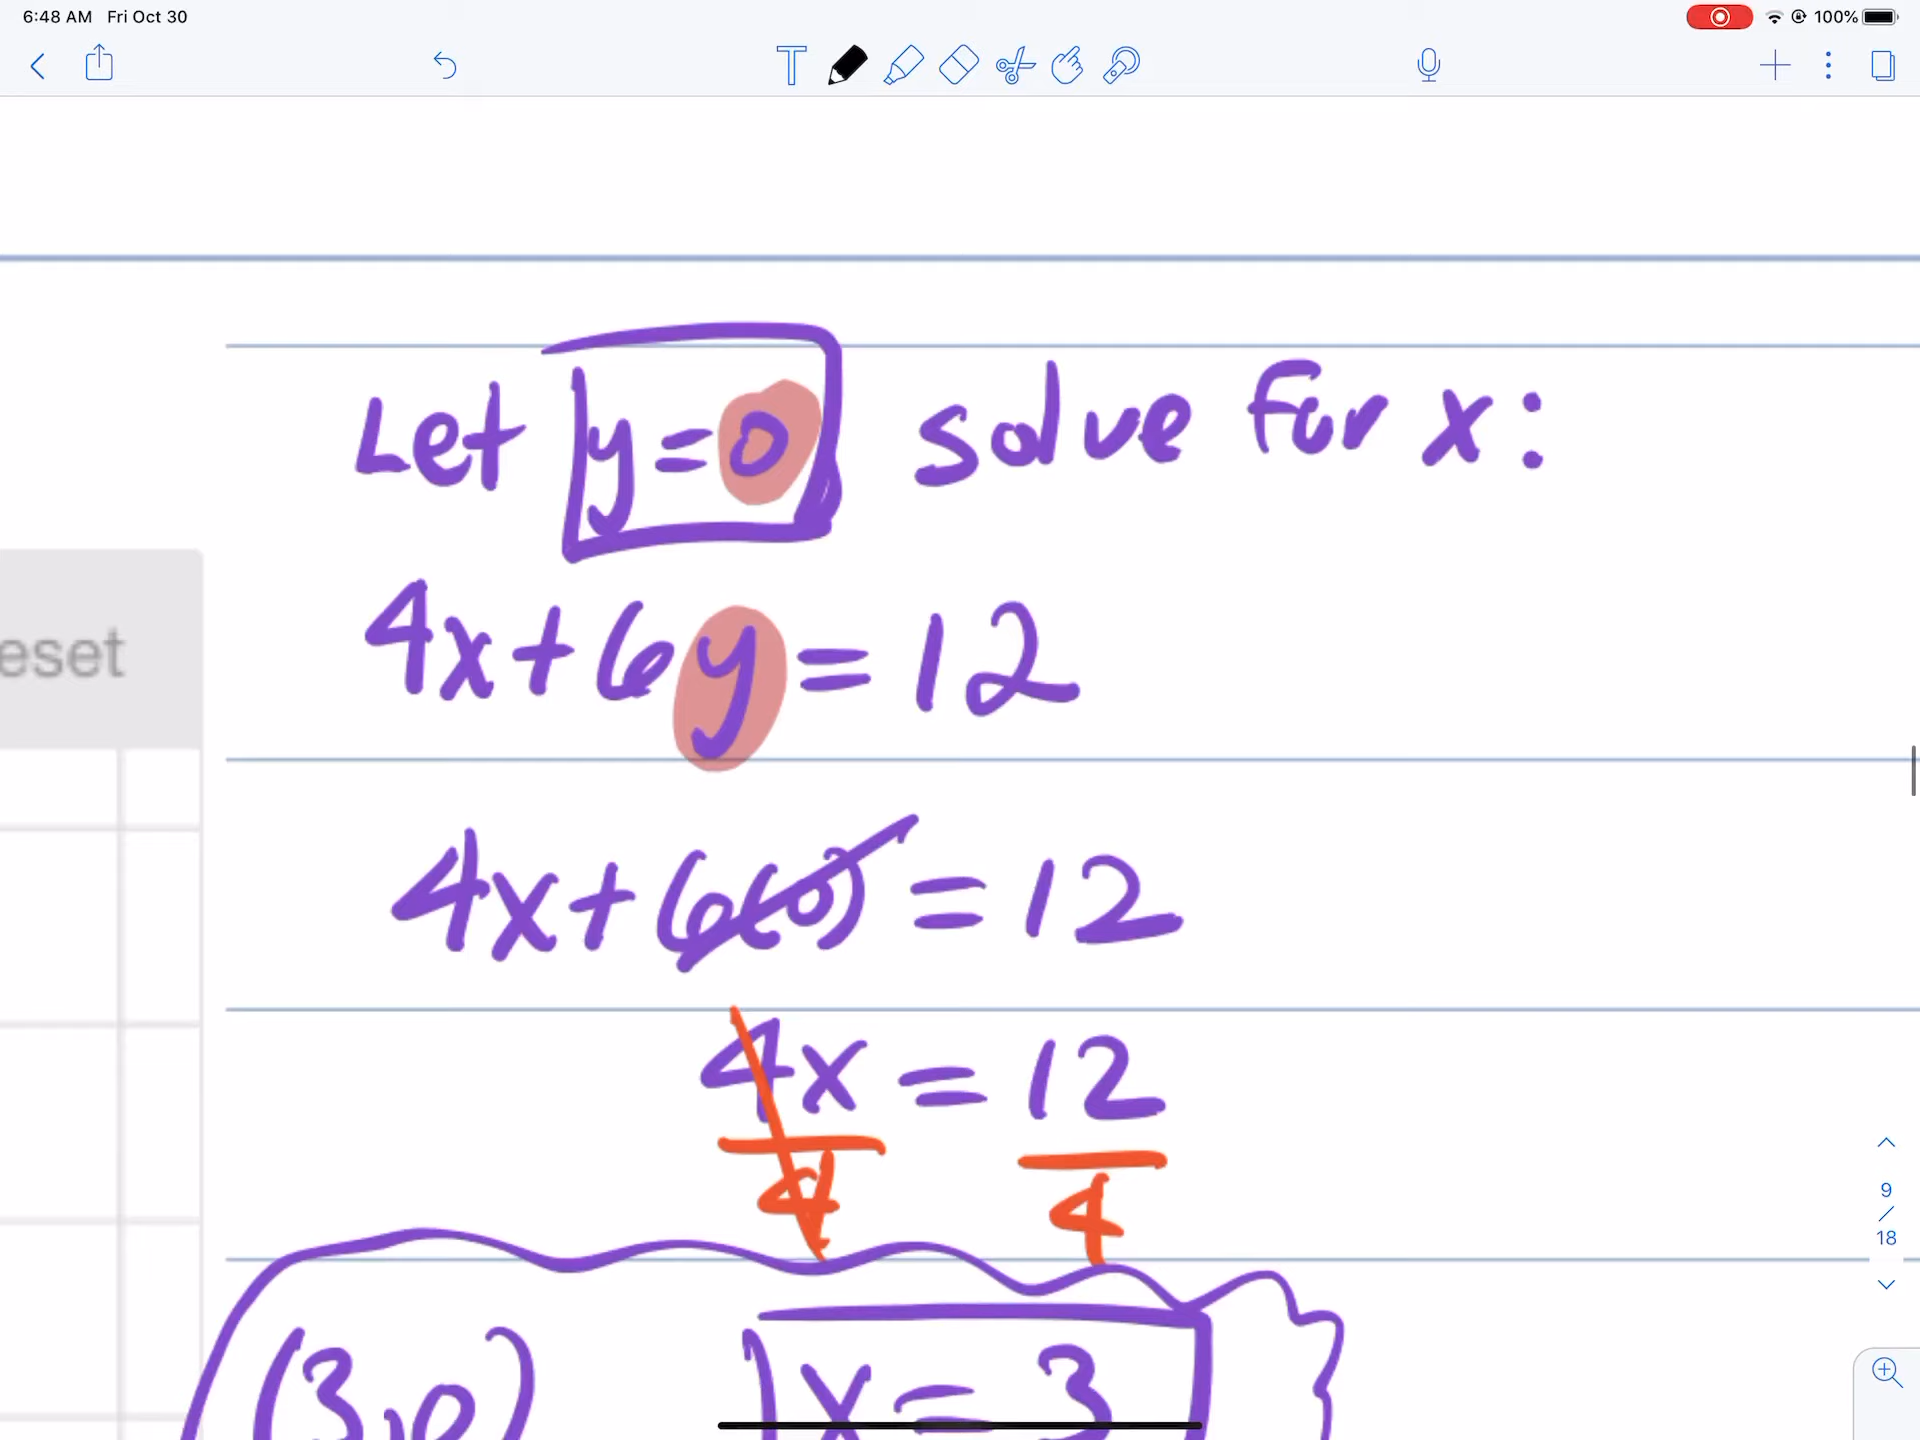 6:48 AM Fri Oct 30
100%
Let y=0 solve for x:
4x+6y=12
eset
4x+6(0)=12
4x=12
4 4
9
/
18
(3,0) x=3